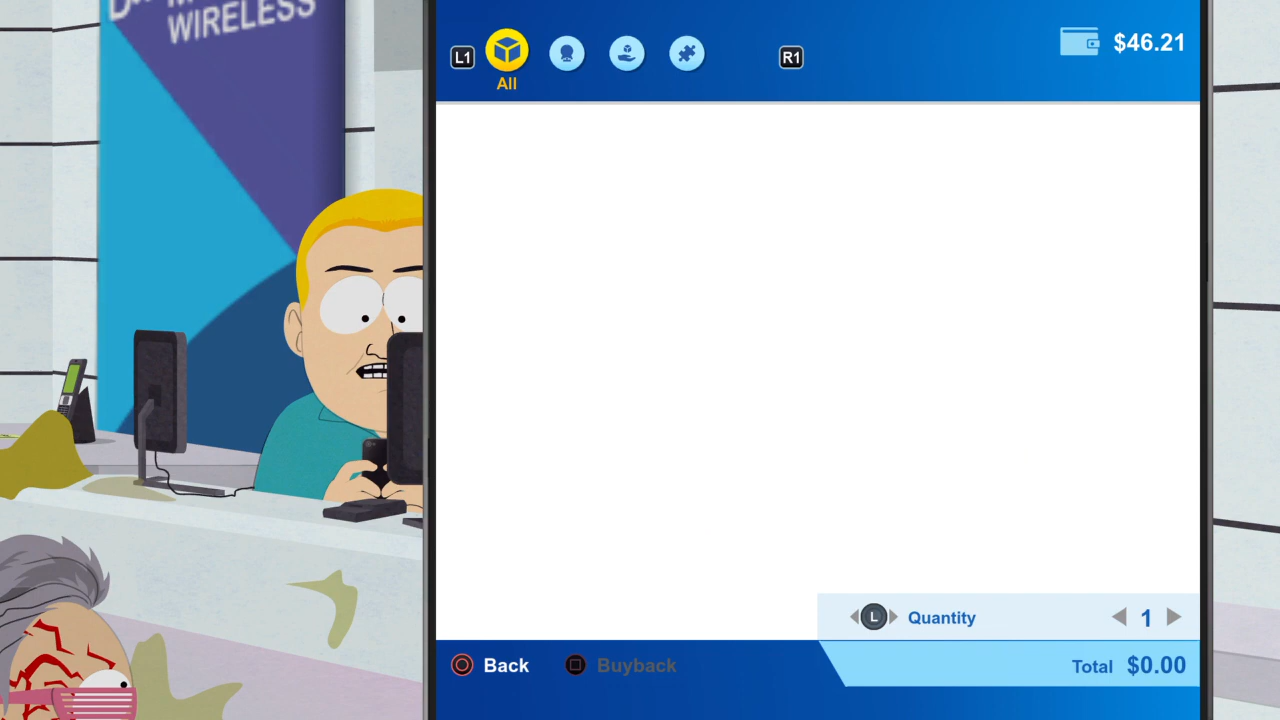 WIRELESS
L1
All
R1
$46.21
L
Quantity
1
Back
Buyback
Total
$0.00